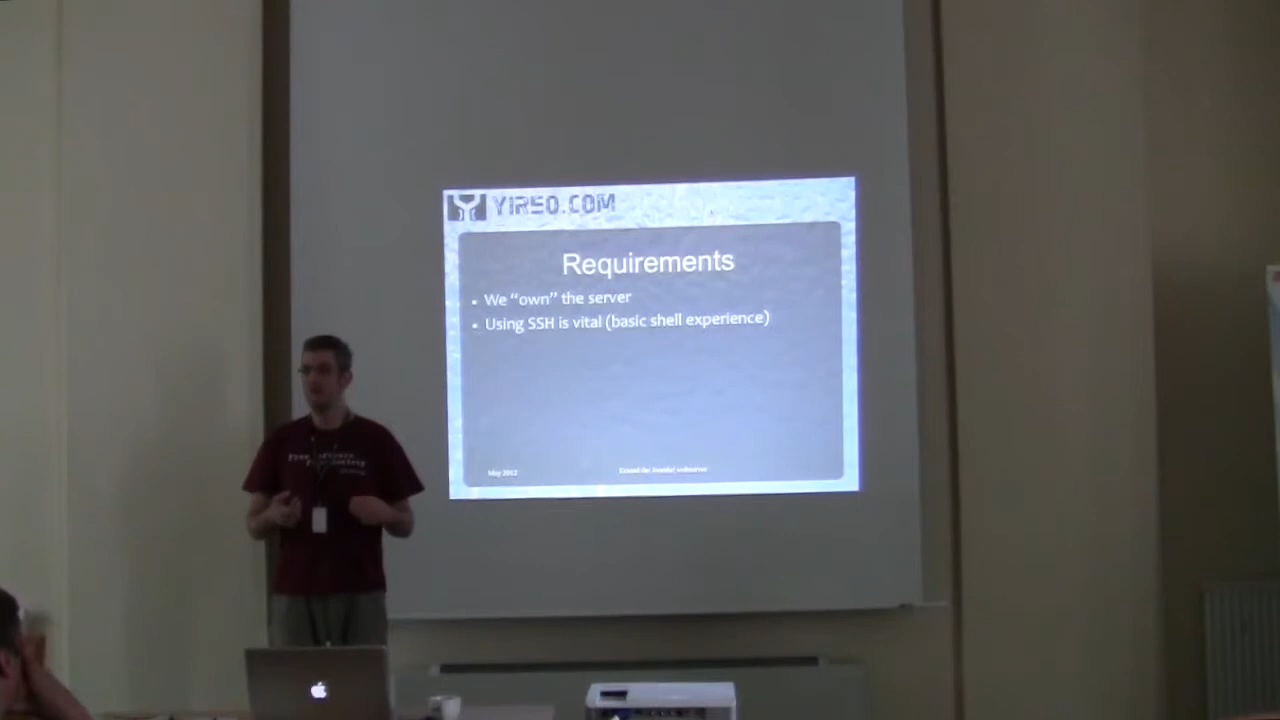 YIREO.COM
Requirements
• We “own” the server
• Using SSH is vital (basic shell experience)
May 2012